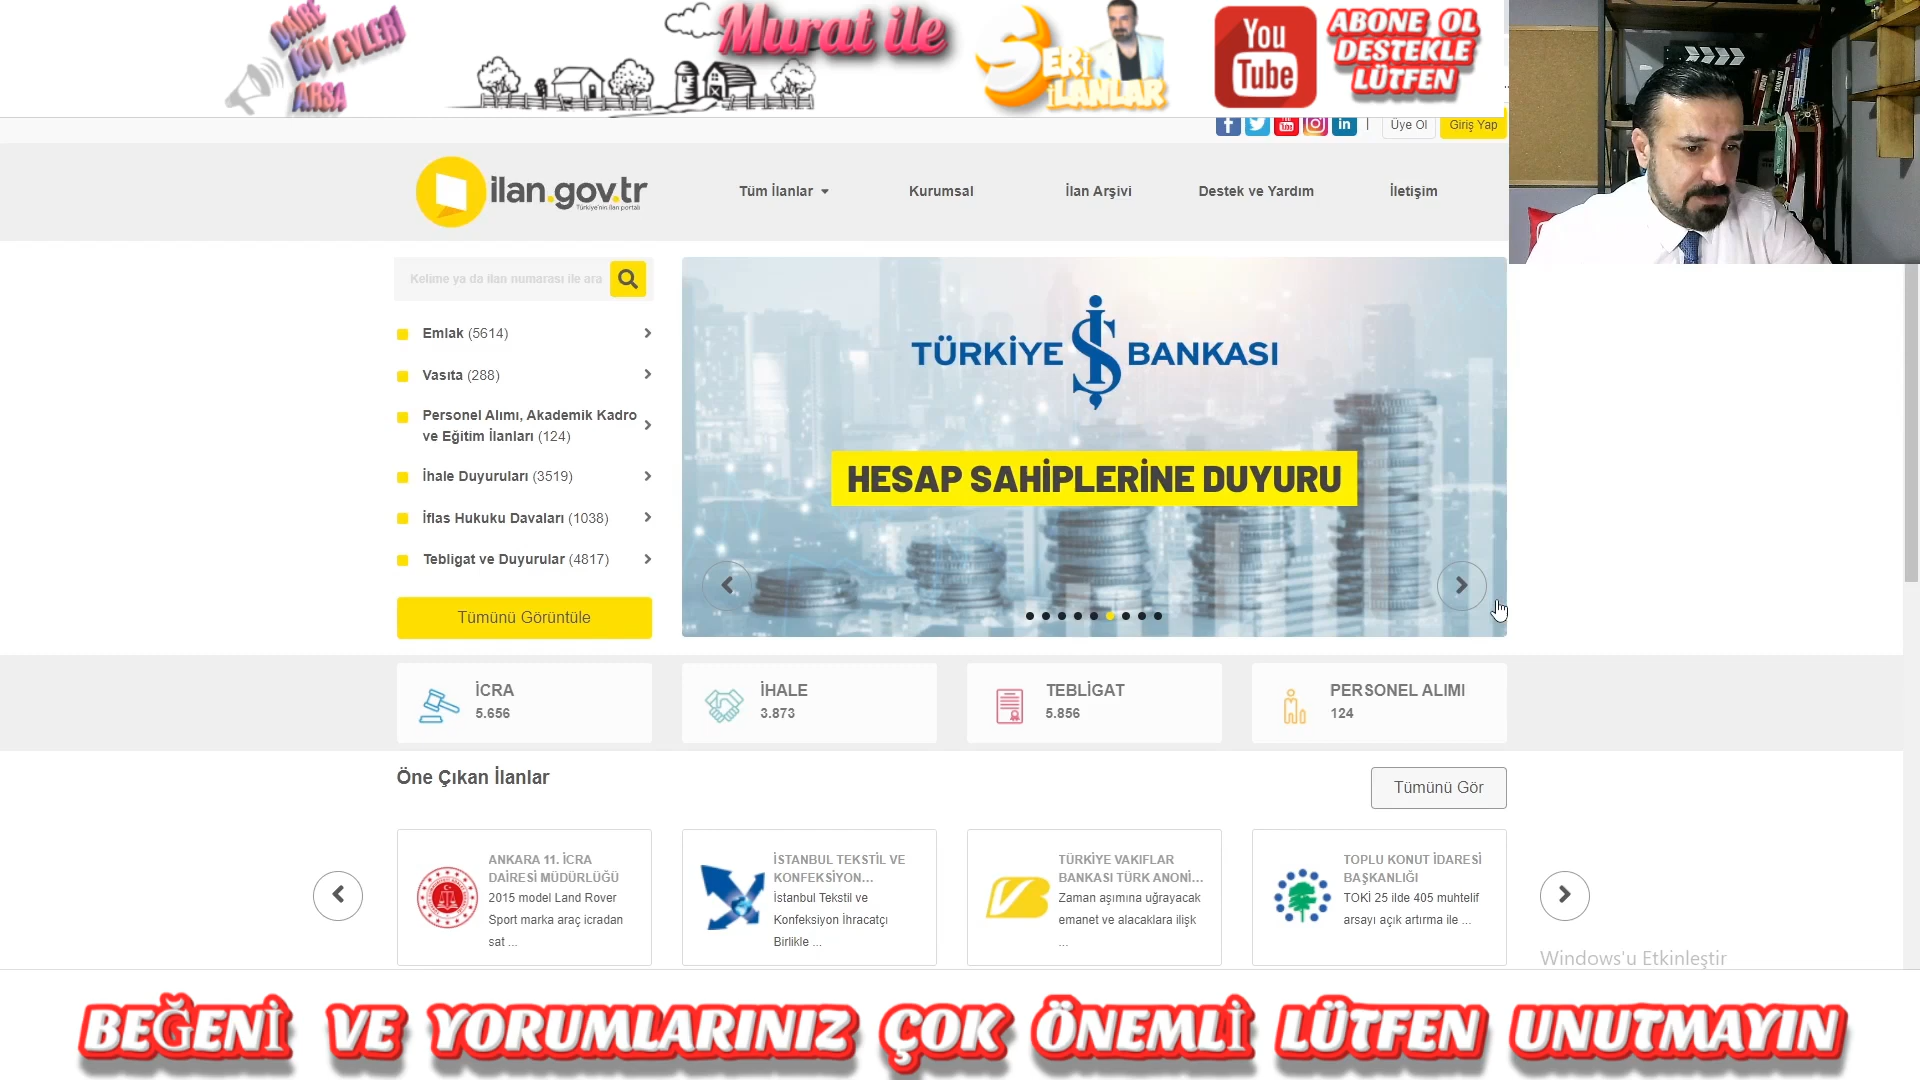 DAİRE
KÖY EVLERİ
ARSA
Murat ile
SERİ
İLANLAR
You
Tube
ABONE OL
DESTEKLE
LÜTFEN
Üye Ol
Giriş Yap
ilan.gov.tr
Türkiye'nin ilan portalı
Tüm İlanlar
Kurumsal
İlan Arşivi
Destek ve Yardım
İletişim
Kelime ya da ilan numarası ile ara
Emlak (5614)
Vasıta (288)
Personel Alımı, Akademik Kadro
ve Eğitim İlanları (124)
İhale Duyuruları (3519)
İflas Hukuku Davaları (1038)
Tebligat ve Duyurular (4817)
Tümünü Görüntüle
TÜRKİYE İŞ BANKASI
HESAP SAHİPLERİNE DUYURU
İCRA
5.656
İHALE
3.873
TEBLİGAT
5.856
PERSONEL ALIMI
124
Öne Çıkan İlanlar
Tümünü Gör
ANKARA 11. İCRA
DAİRESİ MÜDÜRLÜĞÜ
2015 model Land Rover
Sport marka araç icradan
sat ...
İSTANBUL TEKSTİL VE
KONFEKSİYON...
İstanbul Tekstil ve
Konfeksiyon İhracatçı
Birlikle ...
TÜRKİYE VAKIFLAR
BANKASI TÜRK ANONİ...
Zaman aşımına uğrayacak
emanet ve alacaklara ilişk
...
TOPLU KONUT İDARESİ
BAŞKANLIĞI
TOKİ 25 ilde 405 muhtelif
arsayı açık artırma ile ...
Windows'u Etkinleştir
BEĞENİ VE YORUMLARINIZ ÇOK ÖNEMLİ LÜTFEN UNUTMAYIN